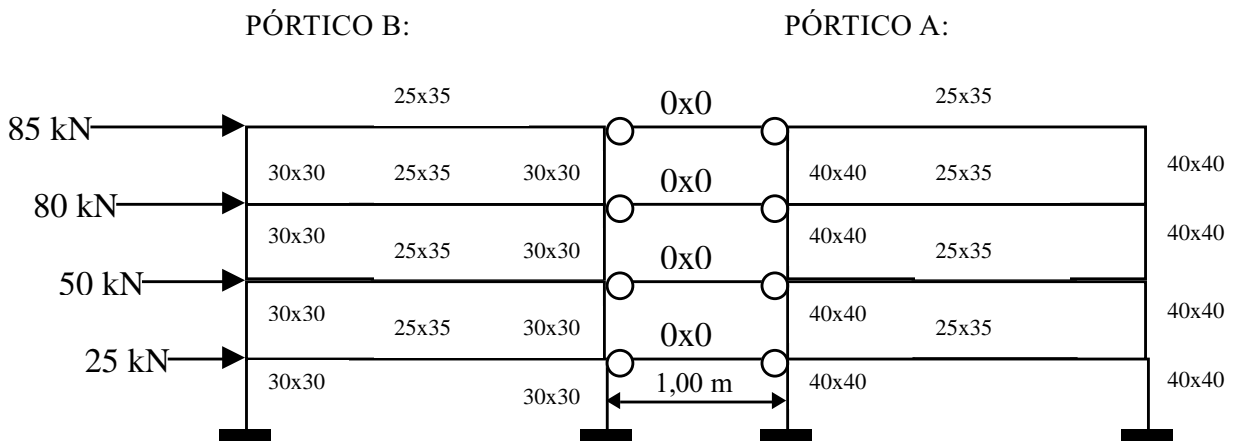 PÓRTICO B: PÓRTICO A:
25x35 0x0 25x35
85 kN
30x30 25x35 30x30 0x0 40x40 25x35 40x40
80 kN
30x30 25x35 30x30 0x0 40x40 25x35 40x40
50 kN
30x30 25x35 30x30 0x0 40x40 25x35 40x40
25 kN
30x30 30x30 1,00 m 40x40 40x40